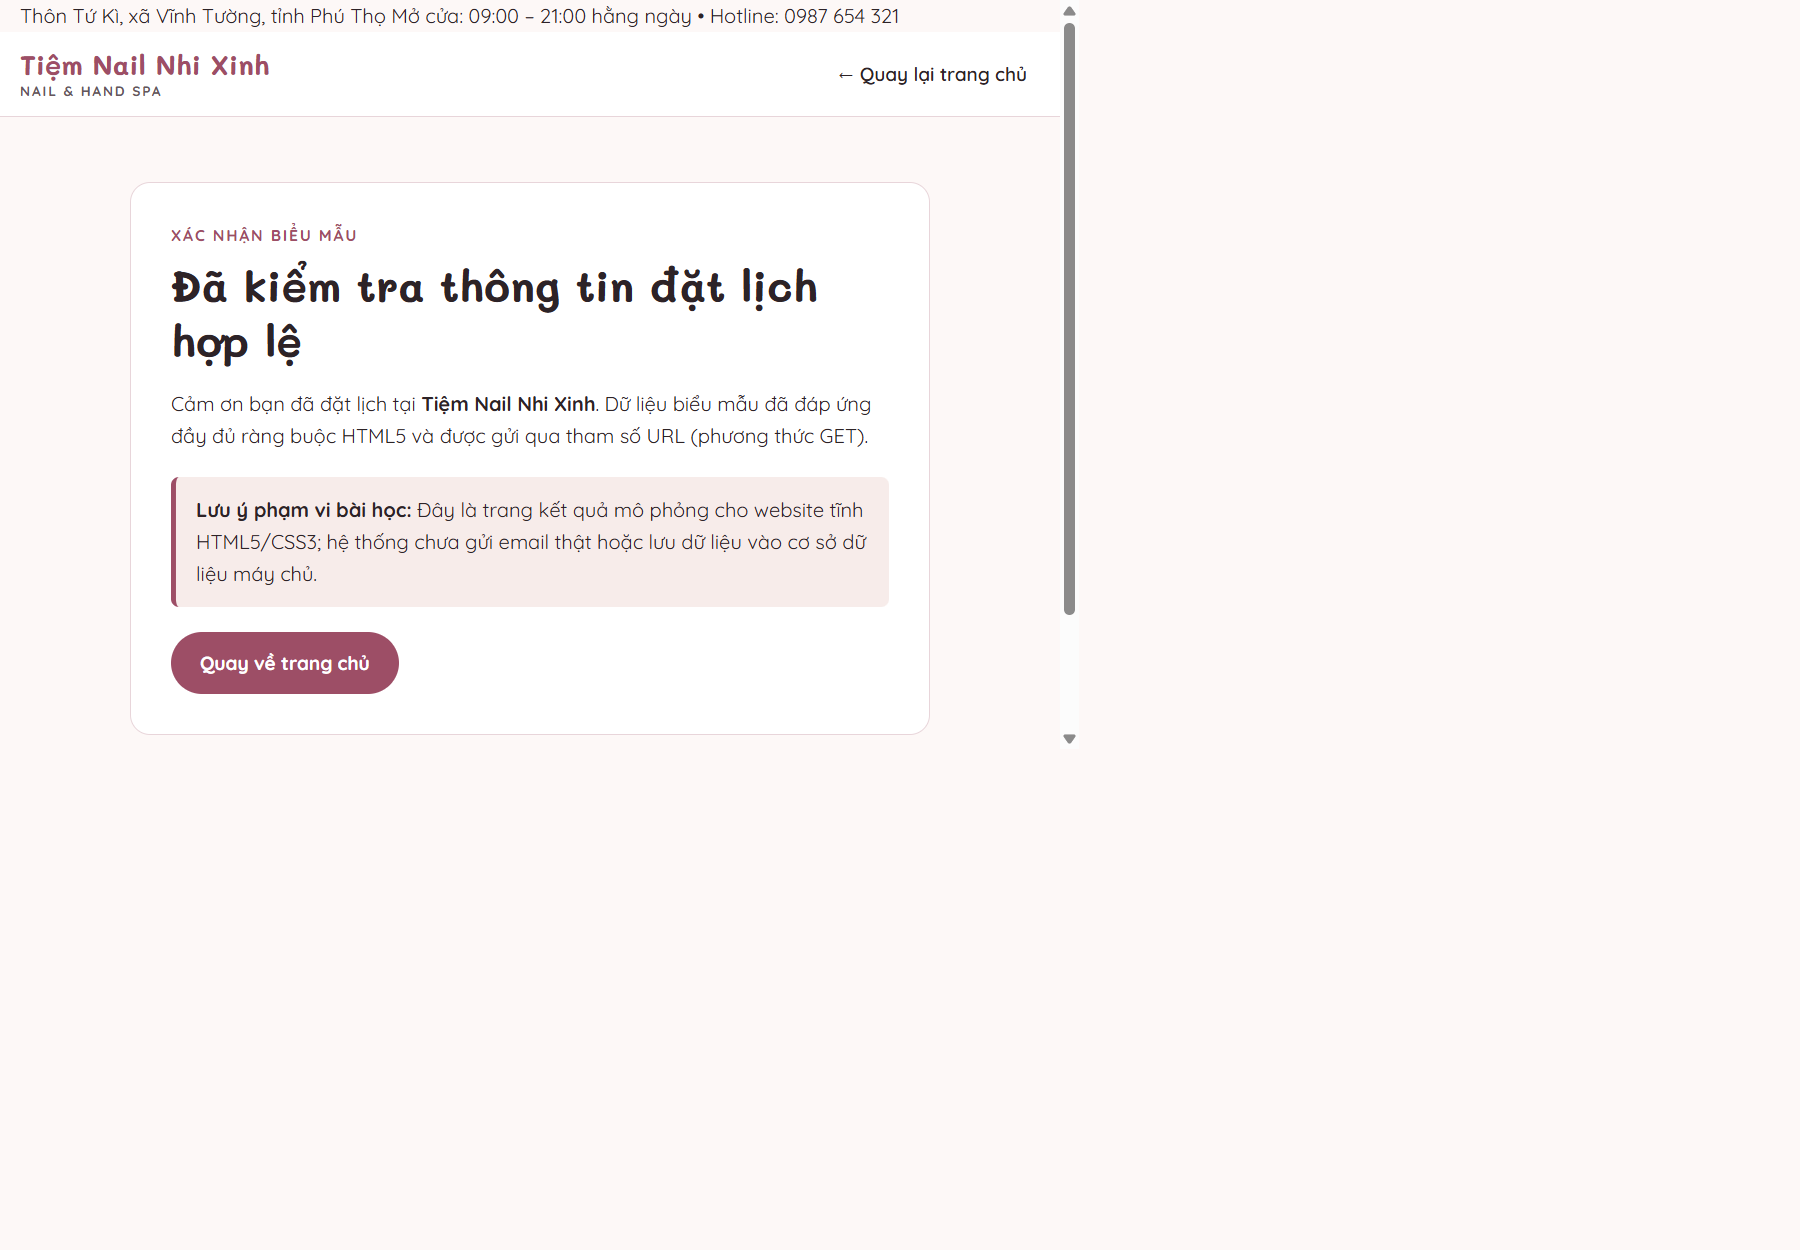 Thôn Tứ Kì, xã Vĩnh Tường, tỉnh Phú Thọ Mở cửa: 09:00 – 21:00 hằng ngày • Hotline: 0987 654 321
Tiệm Nail Nhi Xinh
NAIL & HAND SPA
← Quay lại trang chủ
XÁC NHẬN BIỂU MẪU
Đã kiểm tra thông tin đặt lịch
hợp lệ
Cảm ơn bạn đã đặt lịch tại Tiệm Nail Nhi Xinh. Dữ liệu biểu mẫu đã đáp ứng
đầy đủ ràng buộc HTML5 và được gửi qua tham số URL (phương thức GET).
Lưu ý phạm vi bài học: Đây là trang kết quả mô phỏng cho website tĩnh
HTML5/CSS3; hệ thống chưa gửi email thật hoặc lưu dữ liệu vào cơ sở dữ
liệu máy chủ.
Quay về trang chủ